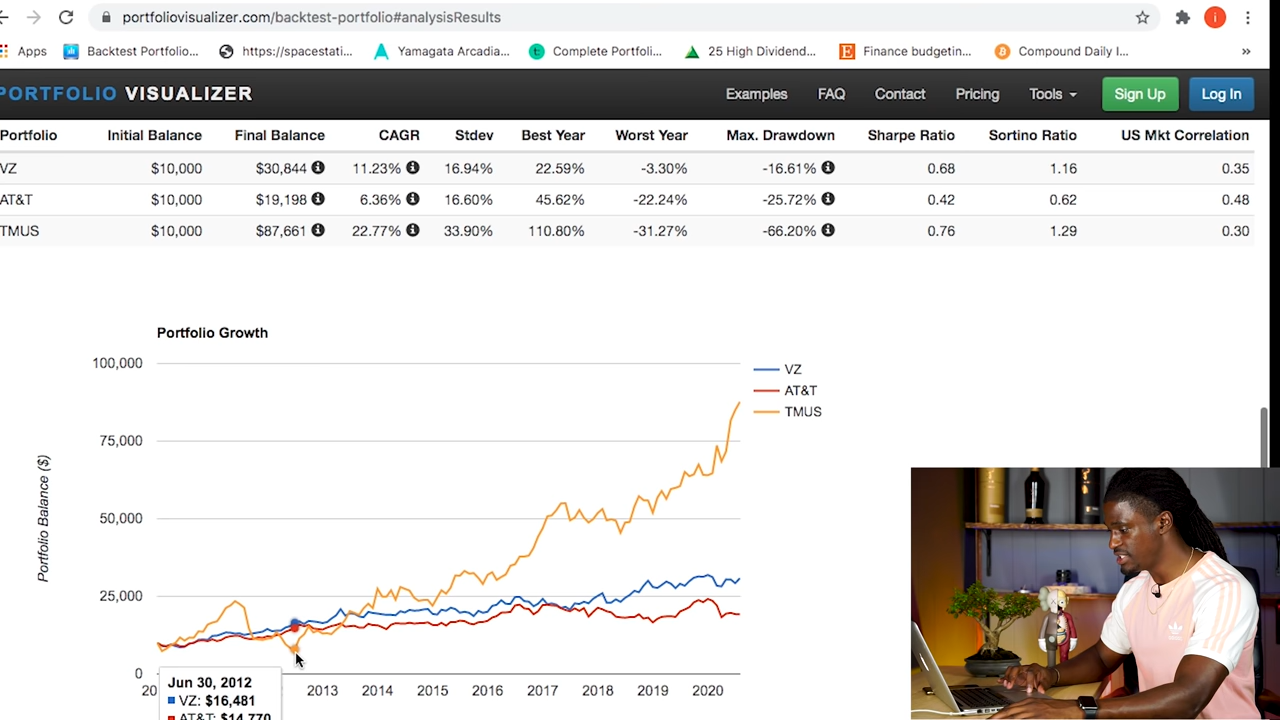 portfoliovisualizer.com/backtest-portfolio#analysisResults
Apps Backtest Portfolio... https://spacestati... Yamagata Arcadia... Complete Portfoli... 25 High Dividend... Finance budgetin... Compound Daily I... »
PORTFOLIO VISUALIZER Examples FAQ Contact Pricing Tools Sign Up Log In
Portfolio Initial Balance Final Balance CAGR Stdev Best Year Worst Year Max. Drawdown Sharpe Ratio Sortino Ratio US Mkt Correlation
VZ $10,000 $30,844 11.23% 16.94% 22.59% -3.30% -16.61% 0.68 1.16 0.35
AT&T $10,000 $19,198 6.36% 16.60% 45.62% -22.24% -25.72% 0.42 0.62 0.48
TMUS $10,000 $87,661 22.77% 33.90% 110.80% -31.27% -66.20% 0.76 1.29 0.30
Portfolio Growth
100,000
75,000
50,000
25,000
0
Portfolio Balance ($)
VZ
AT&T
TMUS
20 2013 2014 2015 2016 2017 2018 2019 2020
Jun 30, 2012
VZ: $16,481
AT&T: $14,770